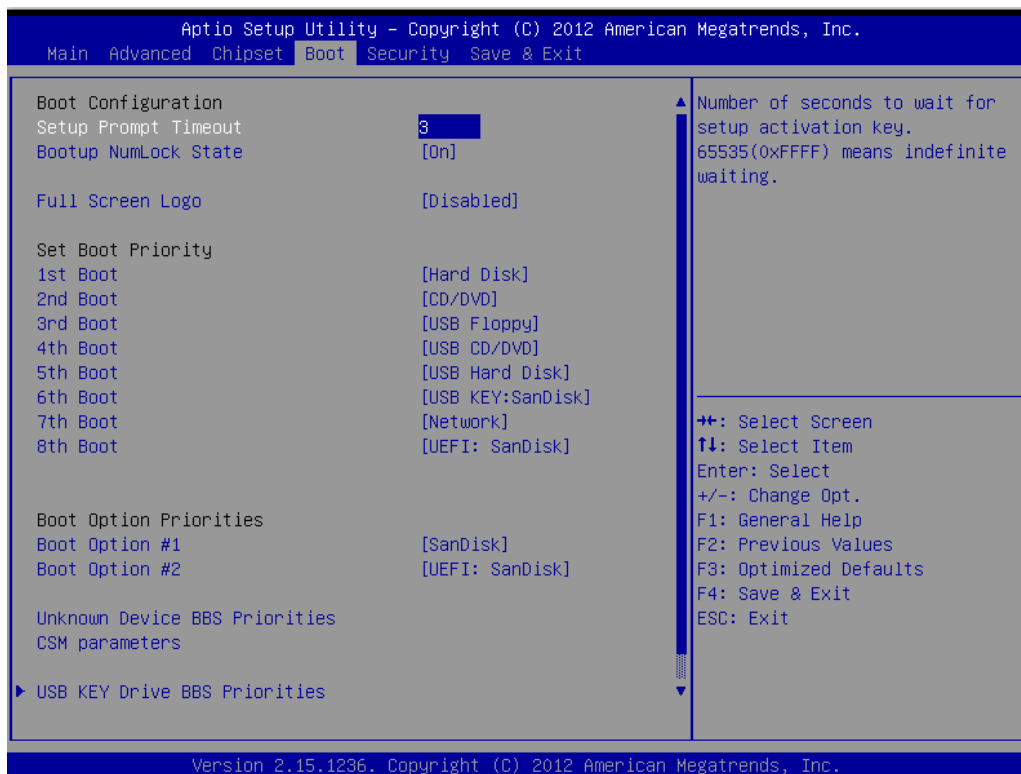 Aptio Setup Utility – Copyright (C) 2012 American Megatrends, Inc.
Main Advanced Chipset Boot Security Save & Exit
Boot Configuration
Setup Prompt Timeout 3
Bootup NumLock State [On]
Full Screen Logo [Disabled]
Set Boot Priority
1st Boot [Hard Disk]
2nd Boot [CD/DVD]
3rd Boot [USB Floppy]
4th Boot [USB CD/DVD]
5th Boot [USB Hard Disk]
6th Boot [USB KEY:SanDisk]
7th Boot [Network]
8th Boot [UEFI: SanDisk]
Boot Option Priorities
Boot Option #1 [SanDisk]
Boot Option #2 [UEFI: SanDisk]
Unknown Device BBS Priorities
CSM parameters
USB KEY Drive BBS Priorities
Number of seconds to wait for
setup activation key.
65535(0xFFFF) means indefinite
waiting.
→←: Select Screen
↑↓: Select Item
Enter: Select
+/-: Change Opt.
F1: General Help
F2: Previous Values
F3: Optimized Defaults
F4: Save & Exit
ESC: Exit
Version 2.15.1236. Copyright (C) 2012 American Megatrends, Inc.